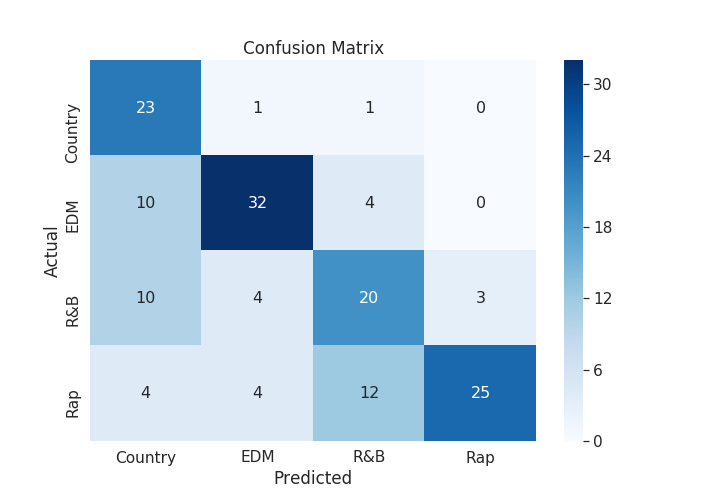 Confusion Matrix
Actual
Country 23 1 1 0
EDM 10 32 4 0
R&B 10 4 20 3
Rap 4 4 12 25
Country EDM R&B Rap
Predicted
30
24
18
12
6
0